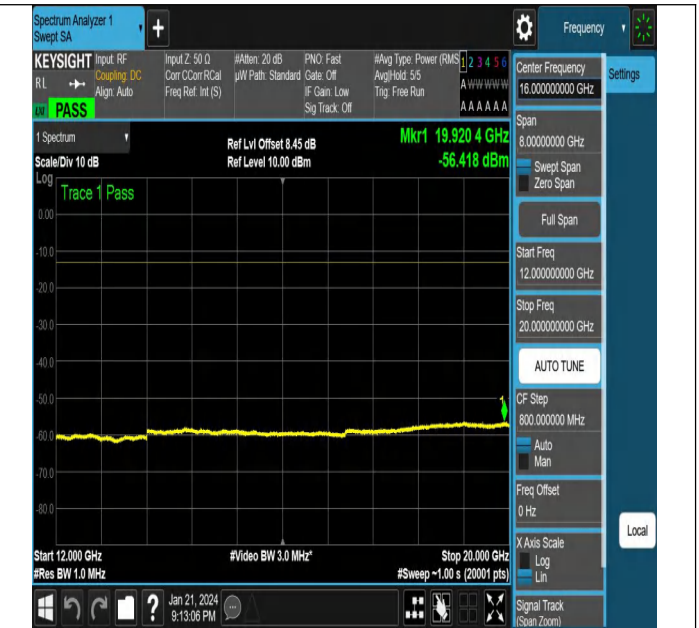 Spectrum Analyzer 1
Swept SA
Frequency
KEYSIGHT
RL
PASS
Input: RF
Coupling: DC
Align: Auto
Input Z: 50 Ω
Corr CCorr RCal
Freq Ref: Int (S)
#Atten: 20 dB
µW Path: Standard
PNO: Fast
Gate: Off
IF Gain: Low
Sig Track: Off
#Avg Type: Power (RMS
Avg|Hold: 5/5
Trig: Free Run
1 2 3 4 5 6
A W W W W W
A A A A A A
1 Spectrum
Scale/Div 10 dB
Ref Lvl Offset 8.45 dB
Ref Level 10.00 dBm
Mkr1 19.920 4 GHz
-56.418 dBm
Log
Trace 1 Pass
0.00
-10.0
-20.0
-30.0
-40.0
-50.0
-60.0
-70.0
-80.0
1
Start 12.000 GHz
#Res BW 1.0 MHz
#Video BW 3.0 MHz*
Stop 20.000 GHz
#Sweep ~1.00 s (20001 pts)
Center Frequency
16.000000000 GHz
Settings
Span
8.00000000 GHz
Swept Span
Zero Span
Full Span
Start Freq
12.000000000 GHz
Stop Freq
20.000000000 GHz
AUTO TUNE
CF Step
800.000000 MHz
Auto
Man
Freq Offset
0 Hz
X Axis Scale
Log
Lin
Local
Signal Track
(Span Zoom)
?
Jan 21, 2024
9:13:06 PM